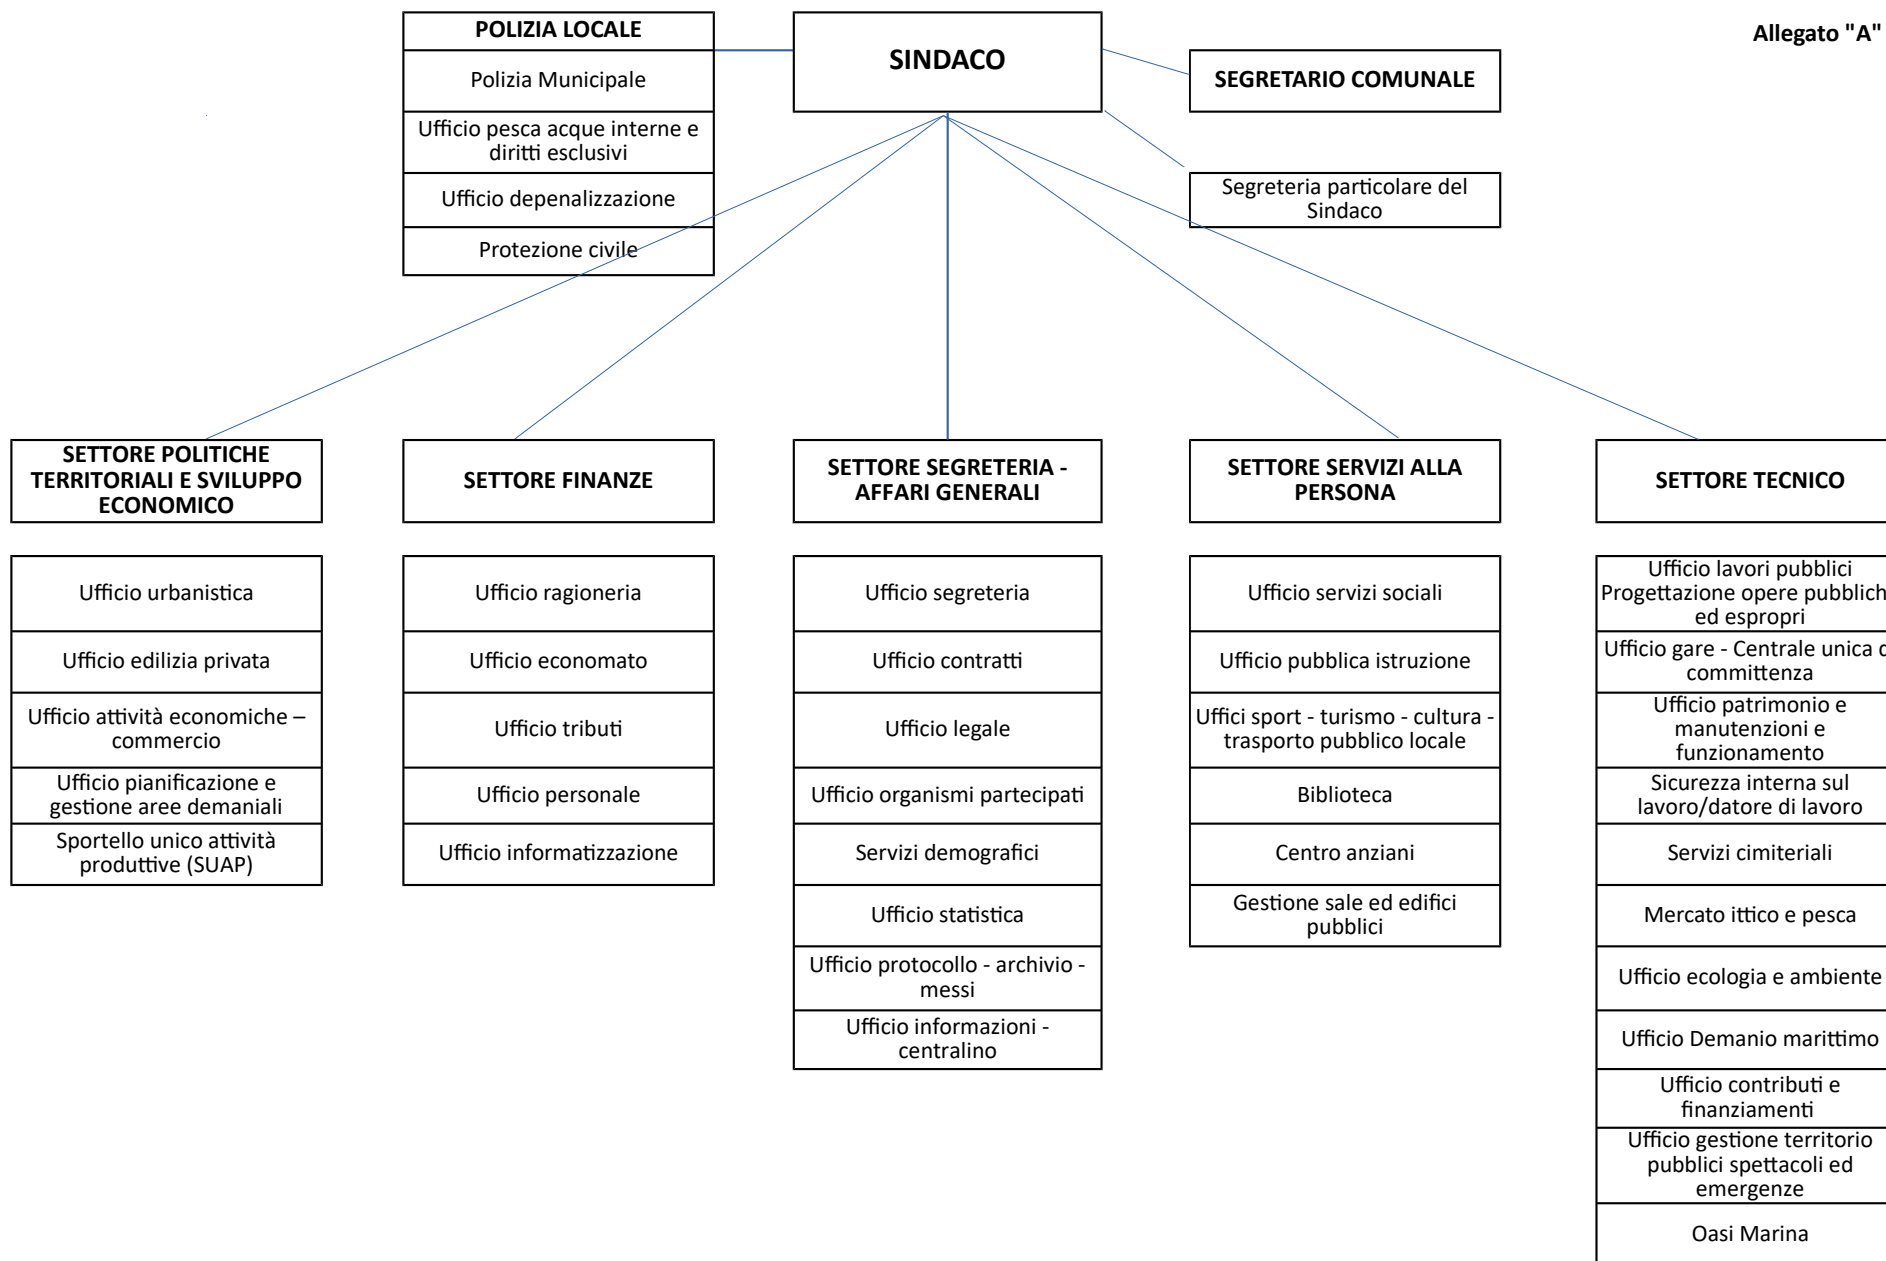 Allegato "A"
POLIZIA LOCALE
Polizia Municipale
Ufficio pesca acque interne e
diritti esclusivi
Ufficio depenalizzazione
Protezione civile
SINDACO
SEGRETARIO COMUNALE
Segreteria particolare del
Sindaco
SETTORE POLITICHE
TERRITORIALI E SVILUPPO
ECONOMICO
Ufficio urbanistica
Ufficio edilizia privata
Ufficio attività economiche –
commercio
Ufficio pianificazione e
gestione aree demaniali
Sportello unico attività
produttive (SUAP)
SETTORE FINANZE
Ufficio ragioneria
Ufficio economato
Ufficio tributi
Ufficio personale
Ufficio informatizzazione
SETTORE SEGRETERIA -
AFFARI GENERALI
Ufficio segreteria
Ufficio contratti
Ufficio legale
Ufficio organismi partecipati
Servizi demografici
Ufficio statistica
Ufficio protocollo - archivio -
messi
Ufficio informazioni -
centralino
SETTORE SERVIZI ALLA
PERSONA
Ufficio servizi sociali
Ufficio pubblica istruzione
Uffici sport - turismo - cultura -
trasporto pubblico locale
Biblioteca
Centro anziani
Gestione sale ed edifici
pubblici
SETTORE TECNICO
Ufficio lavori pubblici
Progettazione opere pubblich
ed espropri
Ufficio gare - Centrale unica
committenza
Ufficio patrimonio e
manutenzioni e
funzionamento
Sicurezza interna sul
lavoro/datore di lavoro
Servizi cimiteriali
Mercato ittico e pesca
Ufficio ecologia e ambiente
Ufficio Demanio marittimo
Ufficio contributi e
finanziamenti
Ufficio gestione territorio
pubblici spettacoli ed
emergenze
Oasi Marina